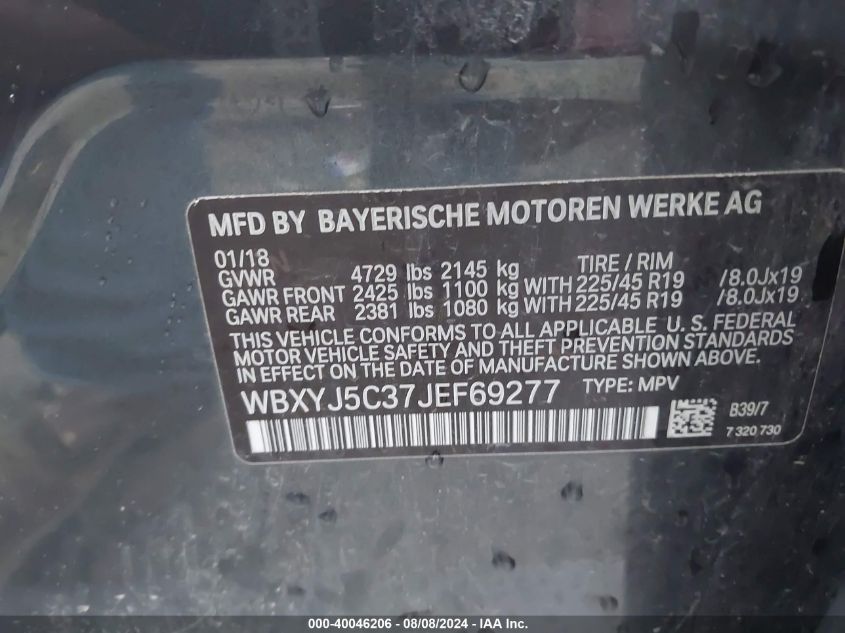 MFD BY BAYERISCHE MOTOREN WERKE AG
01/18 TIRE / RIM
GVWR 4729 lbs 2145 kg
GAWR FRONT 2425 lbs 1100 kg WITH 225/45 R19 /8.0Jx19
GAWR REAR 2381 lbs 1080 kg WITH 225/45 R19 /8.0Jx19
THIS VEHICLE CONFORMS TO ALL APPLICABLE U. S. FEDERAL
MOTOR VEHICLE SAFETY AND THEFT PREVENTION STANDARDS
IN EFFECT ON THE DATE OF MANUFACTURE SHOWN ABOVE.
WBXYJ5C37JEF69277 TYPE: MPV
B39/7
7 320 730
000-40046206 - 08/08/2024 - IAA Inc.